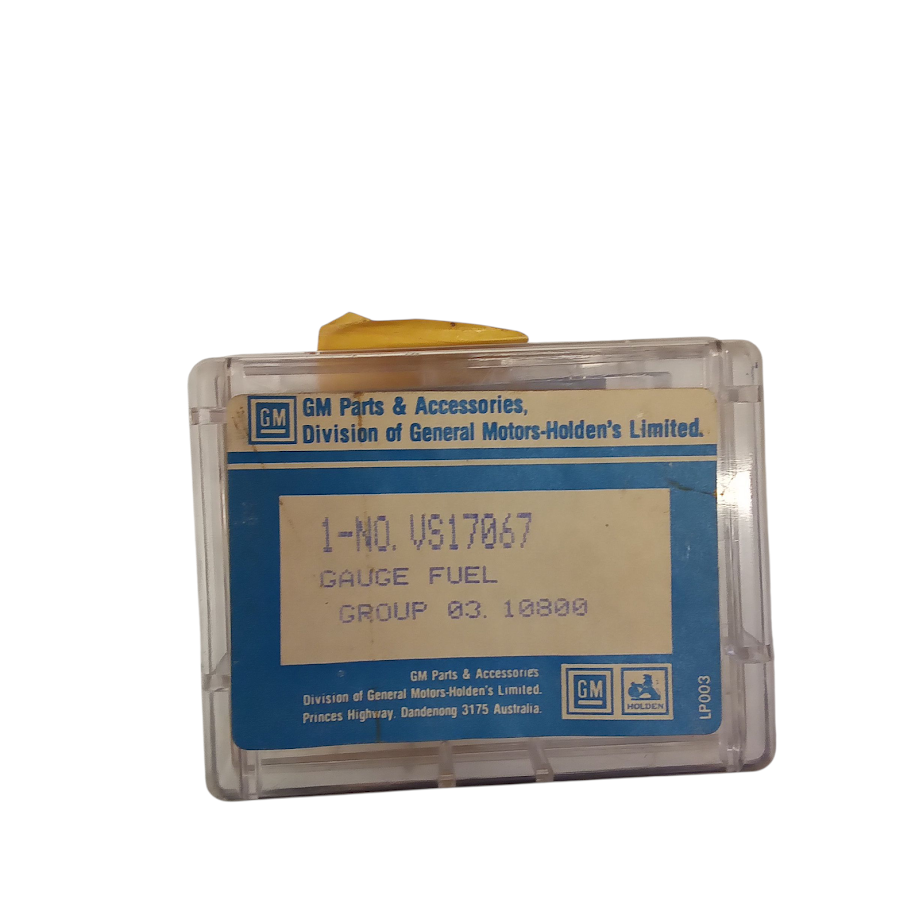 GM
GM Parts & Accessories,
Division of General Motors-Holden's Limited.
1-NO. VS17067
GAUGE FUEL
GROUP 03. 10800
GM Parts & Accessories
Division of General Motors-Holden's Limited.
Princes Highway, Dandenong 3175 Australia.
GM
HOLDEN
LP003